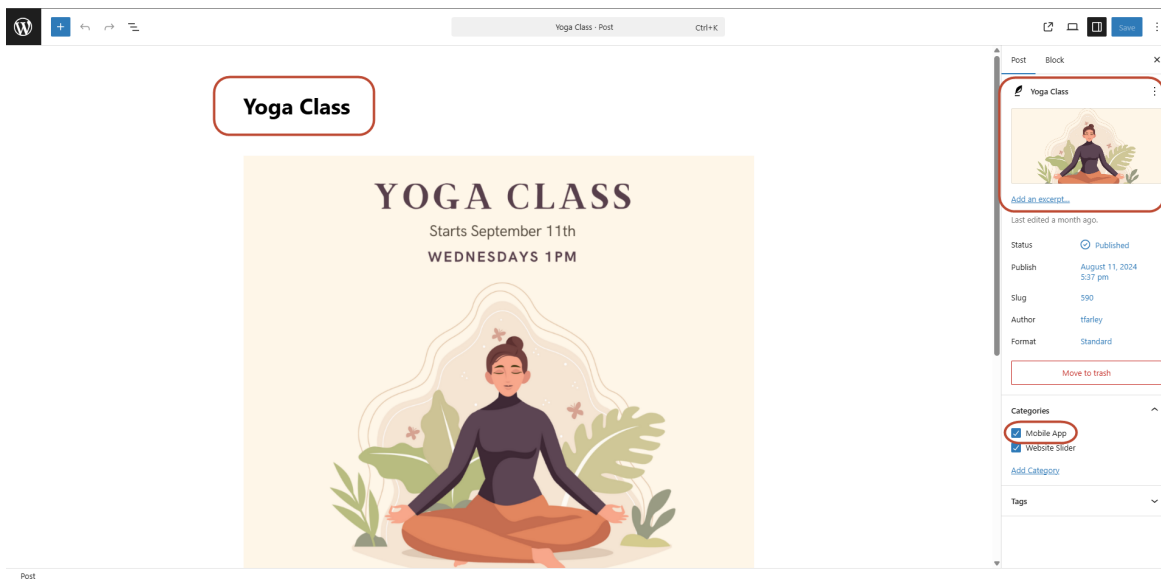 Yoga Class · Post Ctrl+K
Save
Yoga Class
YOGA CLASS
Starts September 11th
WEDNESDAYS 1PM
Post Block
Yoga Class
Add an excerpt...
Last edited a month ago.
Status Published
Publish August 11, 2024
5:37 pm
Slug 590
Author tfarley
Format Standard
Move to trash
Categories
Mobile App
Website Slider
Add Category
Tags
Post